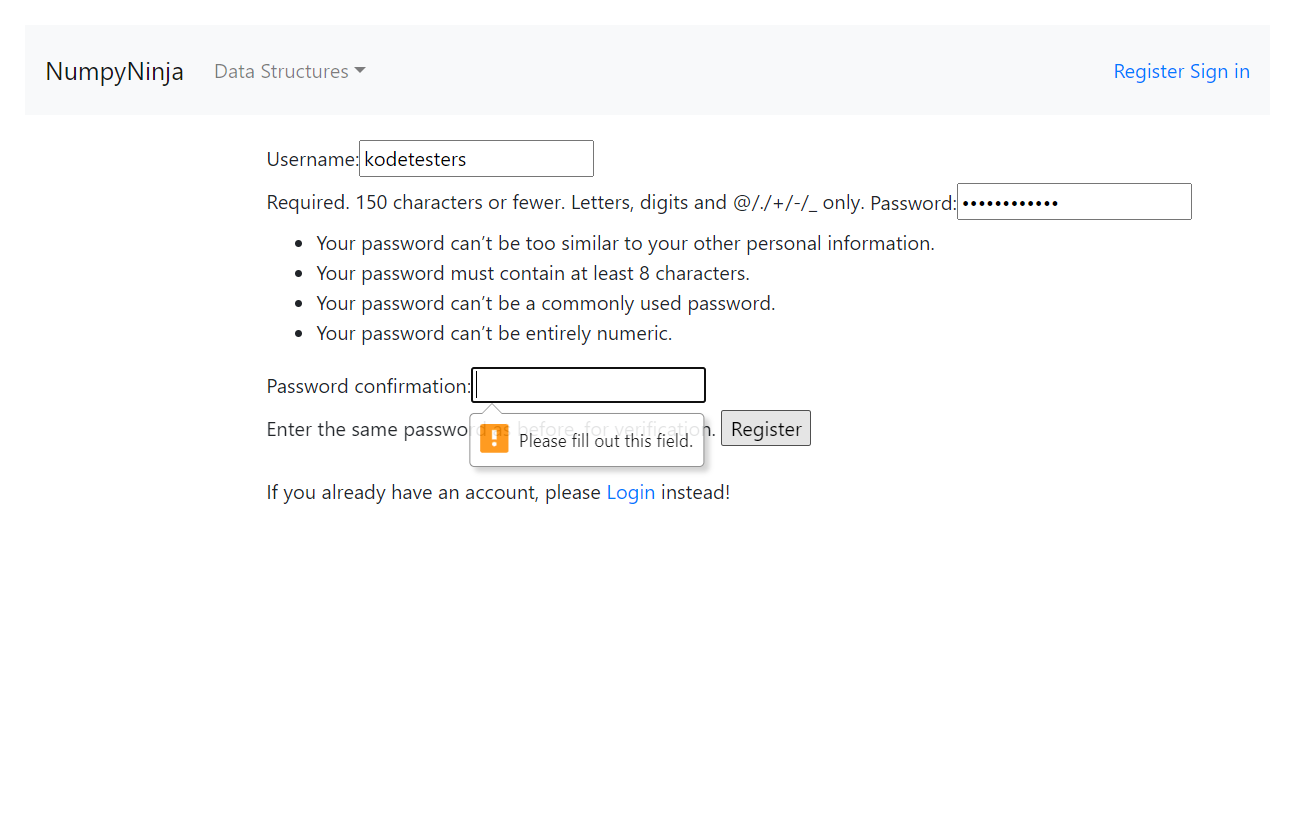 NumpyNinja Data Structures Register Sign in
Username: kodetesters
Required. 150 characters or fewer. Letters, digits and @/./+/-/_ only. Password: ••••••••••••
• Your password can’t be too similar to your other personal information.
• Your password must contain at least 8 characters.
• Your password can’t be a commonly used password.
• Your password can’t be entirely numeric.
Password confirmation:
Enter the same password as before, for verification. Register
! Please fill out this field.
If you already have an account, please Login instead!